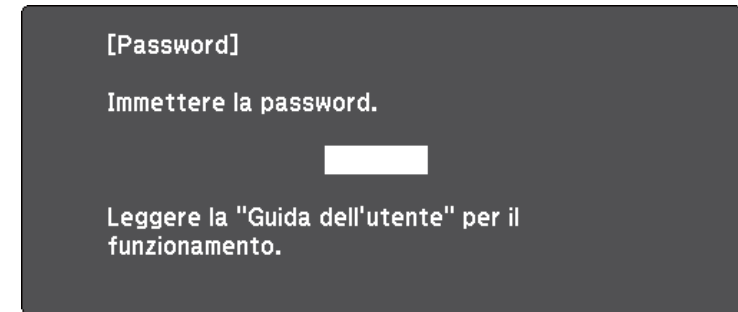 [Password]
Immettere la password.
Leggere la "Guida dell'utente" per il
funzionamento.